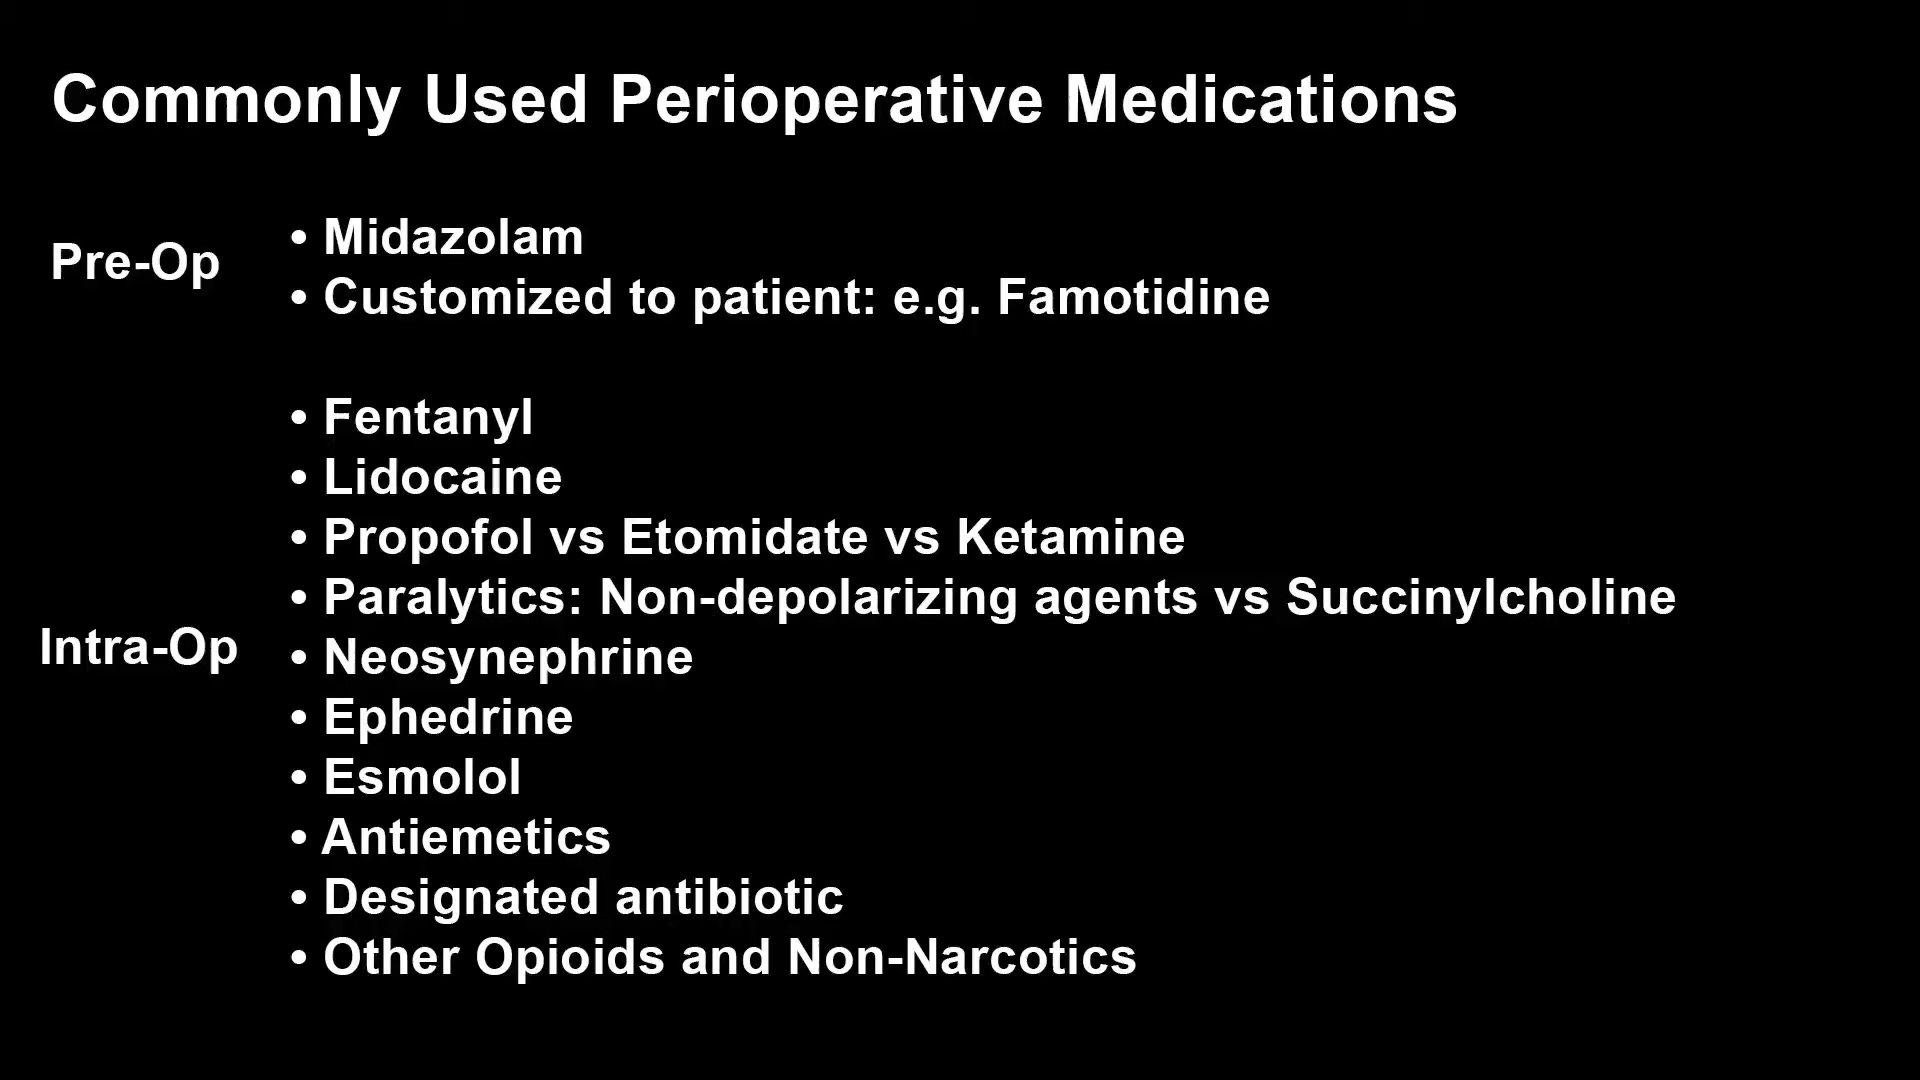 Commonly Used Perioperative Medications
Pre-Op
• Midazolam
• Customized to patient: e.g. Famotidine
Intra-Op
• Fentanyl
• Lidocaine
• Propofol vs Etomidate vs Ketamine
• Paralytics: Non-depolarizing agents vs Succinylcholine
• Neosynephrine
• Ephedrine
• Esmolol
• Antiemetics
• Designated antibiotic
• Other Opioids and Non-Narcotics